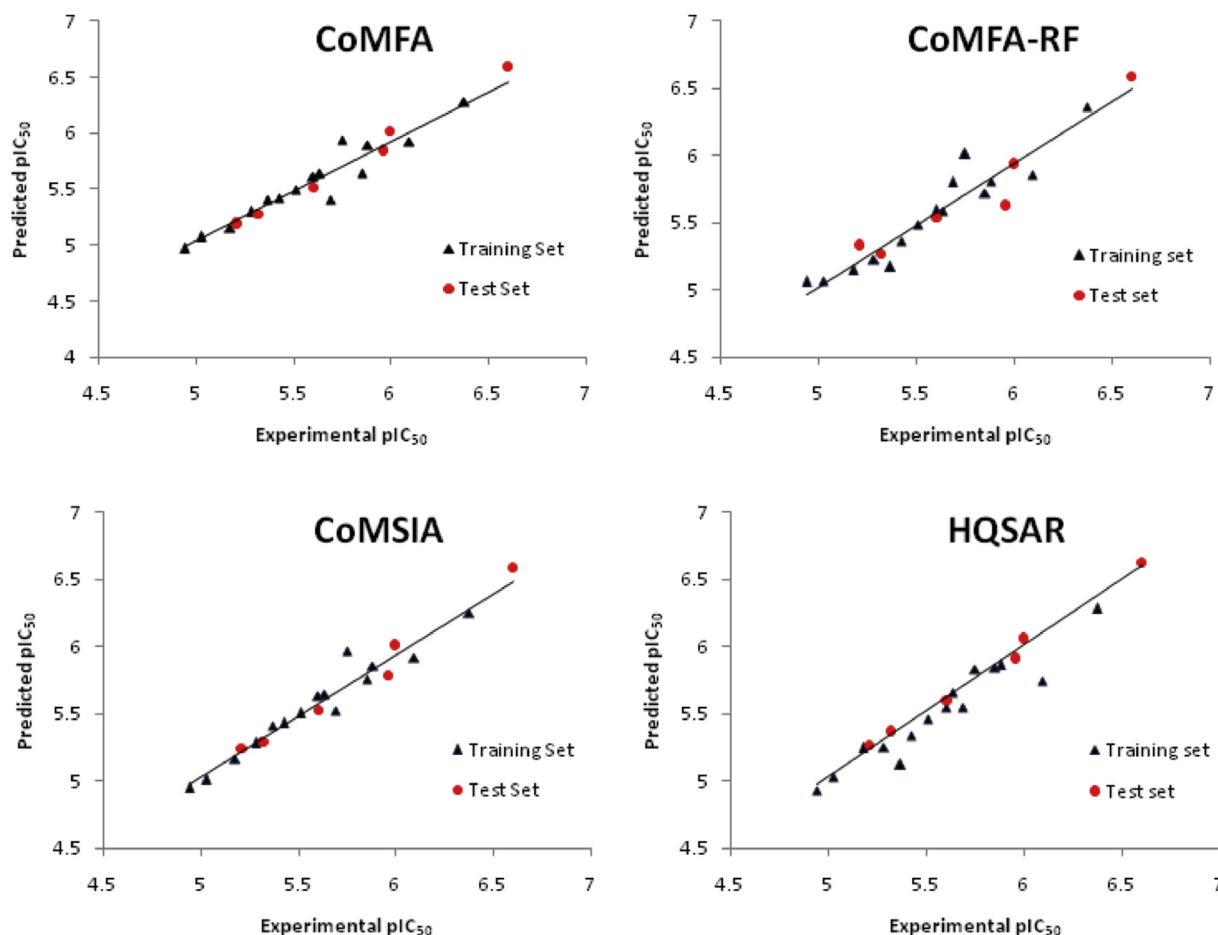 CoMFA
7
6.5
6
5.5
5
4.5
4
Predicted pIC₅₀
Training Set
Test Set
4.5 5 5.5 6 6.5 7
Experimental pIC₅₀
CoMFA-RF
7
6.5
6
5.5
5
4.5
Predicted pIC₅₀
Training set
Test set
4.5 5 5.5 6 6.5 7
Experimental pIC₅₀
CoMSIA
7
6.5
6
5.5
5
4.5
Predicted pIC₅₀
Training Set
Test Set
4.5 5 5.5 6 6.5 7
Experimental pIC₅₀
HQSAR
7
6.5
6
5.5
5
4.5
Predicted pIC₅₀
Training set
Test set
4.5 5 5.5 6 6.5 7
Experimental pIC₅₀